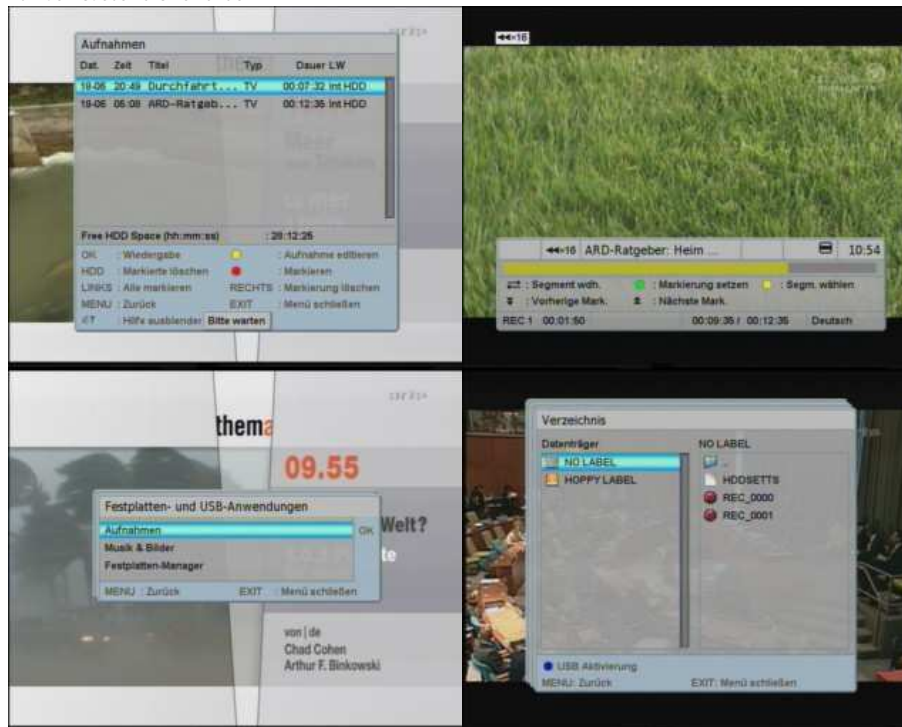 Aufnahmen
Dat. Zeit Titel Typ Dauer LW
19-06 20:49 Durchfahrt... TV 00:07:32 Int HDD
19-06 05:08 ARD-Ratgeb... TV 00:12:35 Int HDD
Free HDD Space (hh:mm:ss) : 20:12:25
OK : Wiedergabe : Aufnahme editieren
HDD : Markierte löschen : Markieren
LINKS : Alle markieren RECHTS : Markierung löschen
MENU : Zurück EXIT : Menü schließen
: Hilfe ausblenden Bitte warten
◄◄×16
◄◄×16 ARD-Ratgeber: Heim ... 10:54
: Segment wdh. : Markierung setzen : Segm. wählen
: Vorherige Mark. : Nächste Mark.
REC 1 00:01:50 00:09:35 / 00:12:35 Deutsch
thema
09.55
Welt?
te
Festplatten- und USB-Anwendungen
Aufnahmen OK
Musik & Bilder
Festplatten-Manager
MENU : Zurück EXIT : Menü schließen
von | de
Chad Cohen
Arthur F. Binkowski
Verzeichnis
Datenträger NO LABEL
NO LABEL ..
HOPPY LABEL HDDSETTS
REC_0000
REC_0001
USB Aktivierung
MENU: Zurück EXIT: Menü schließen